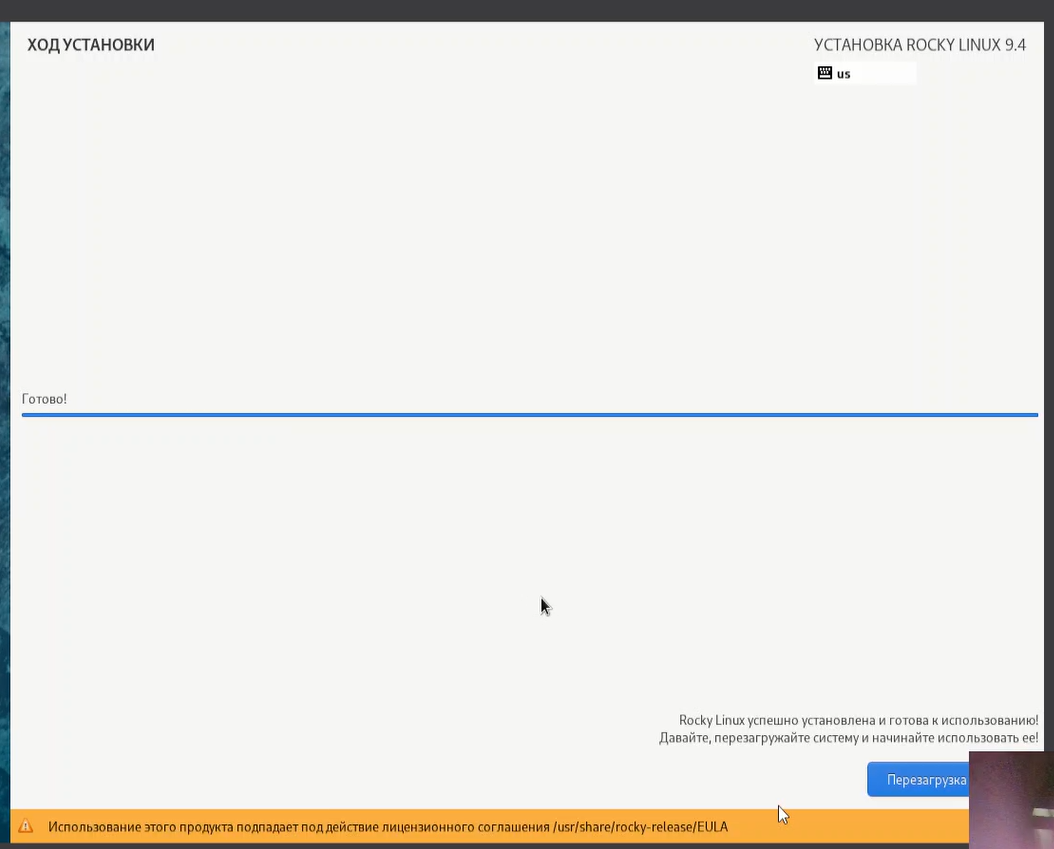 ХОД УСТАНОВКИ
УСТАНОВКА ROCKY LINUX 9.4
us
Готово!
Rocky Linux успешно установлена и готова к использованию!
Давайте, перезагружайте систему и начинайте использовать ее!
Перезагрузка
Использование этого продукта подпадает под действие лицензионного соглашения /usr/share/rocky-release/EULA